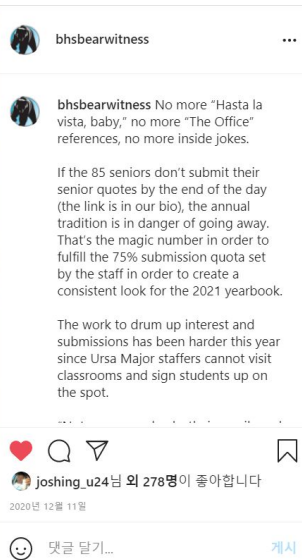 bhsbearwitness
bhsbearwitness No more “Hasta la
vista, baby,” no more “The Office”
references, no more inside jokes.
If the 85 seniors don’t submit their
senior quotes by the end of the day
(the link is in our bio), the annual
tradition is in danger of going away.
That’s the magic number in order to
fulfill the 75% submission quota set
by the staff in order to create a
consistent look for the 2021 yearbook.
The work to drum up interest and
submissions has been harder this year
since Ursa Major staffers cannot visit
classrooms and sign students up on
the spot.
joshing_u24님 외 278명이 좋아합니다
2020년 12월 11일
댓글 달기...
게시